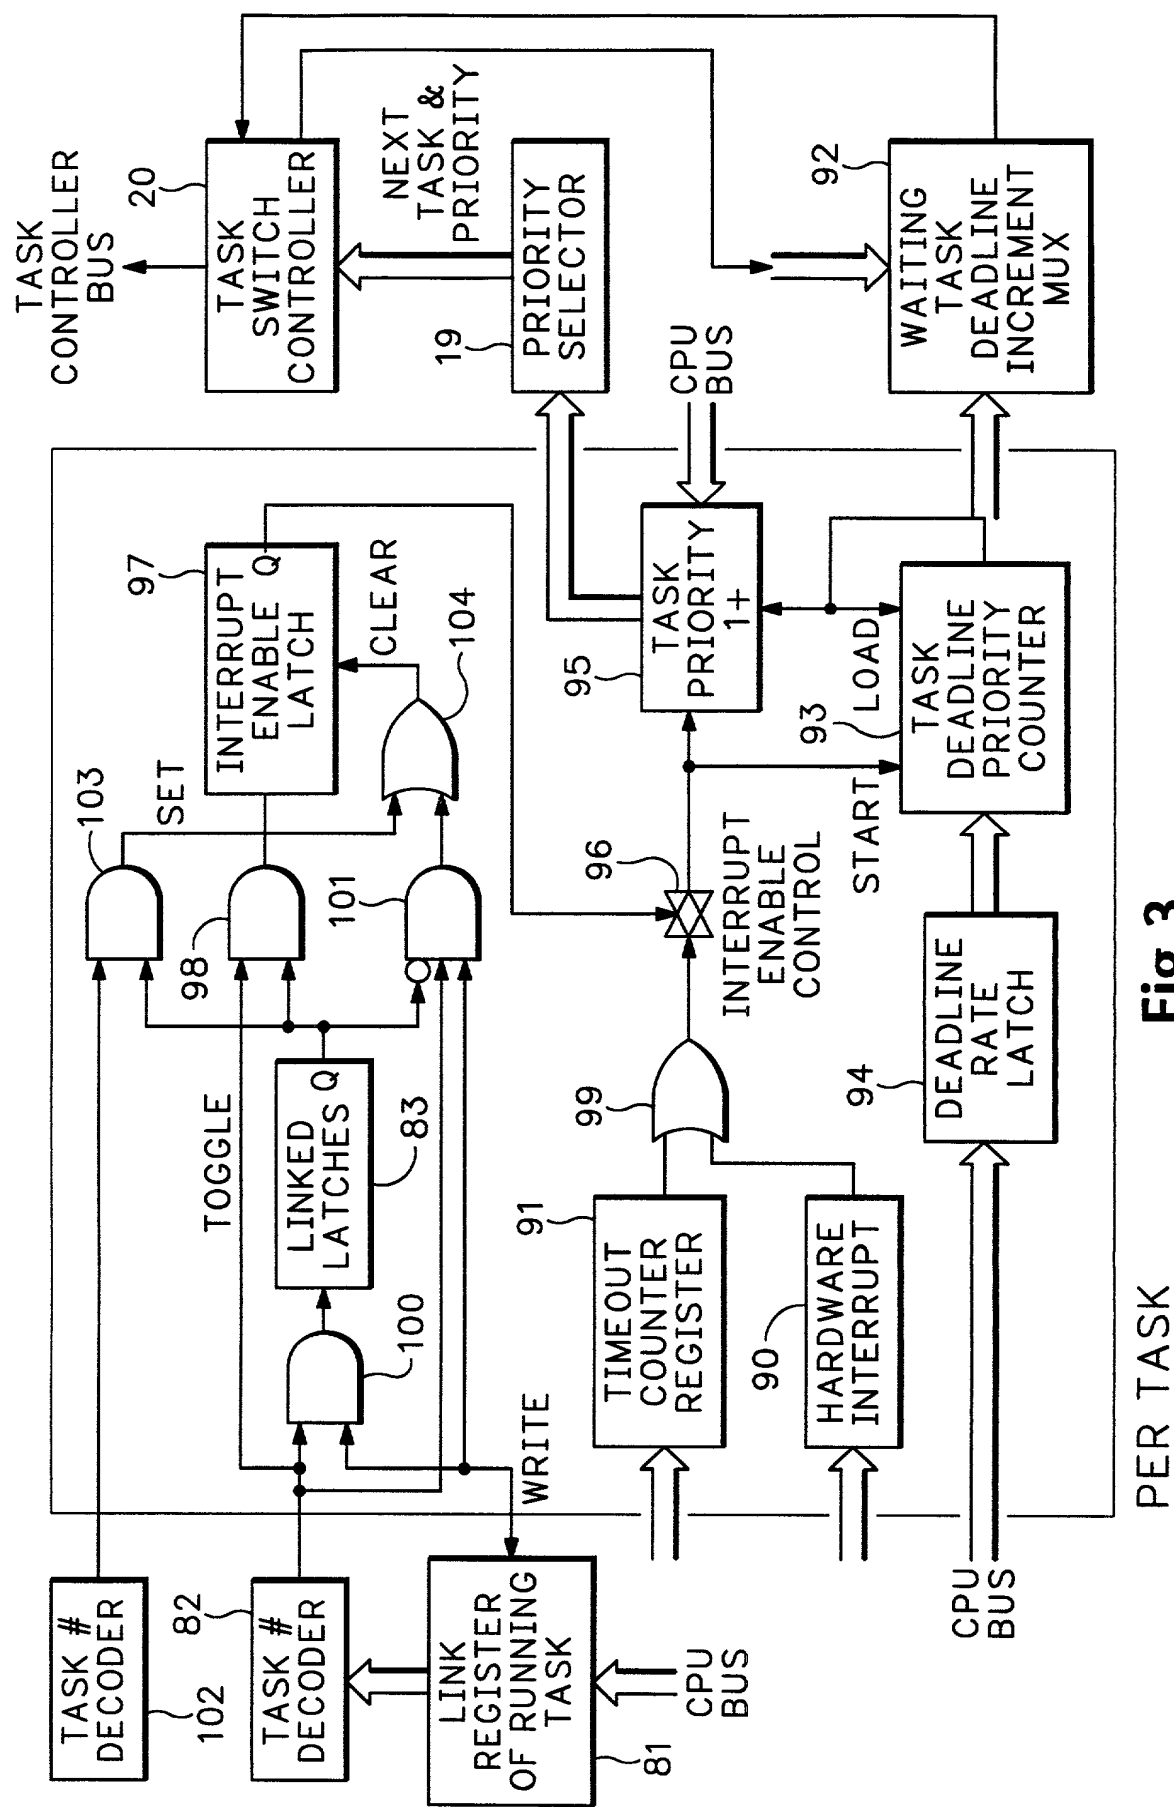 TASK #
DECODER
102
TASK #
DECODER
82
LINK
REGISTER
OF RUNNING
TASK
81
CPU
BUS
WRITE
TOGGLE
100
LINKED
LATCHES
Q
83
103
98
101
SET
INTERRUPT
ENABLE Q
LATCH
97
CLEAR
104
TASK
CONTROLLER
BUS
TASK
SWITCH
CONTROLLER
20
NEXT
TASK &
PRIORITY
PRIORITY
SELECTOR
19
TIMEOUT
COUNTER
REGISTER
91
HARDWARE
INTERRUPT
90
99
96
INTERRUPT
ENABLE
CONTROL
TASK
PRIORITY
1+
95
CPU
BUS
START
LOAD
TASK
DEADLINE
PRIORITY
COUNTER
93
DEADLINE
RATE
LATCH
94
CPU
BUS
WAITING
TASK
DEADLINE
INCREMENT
MUX
92
PER TASK
Fig 3